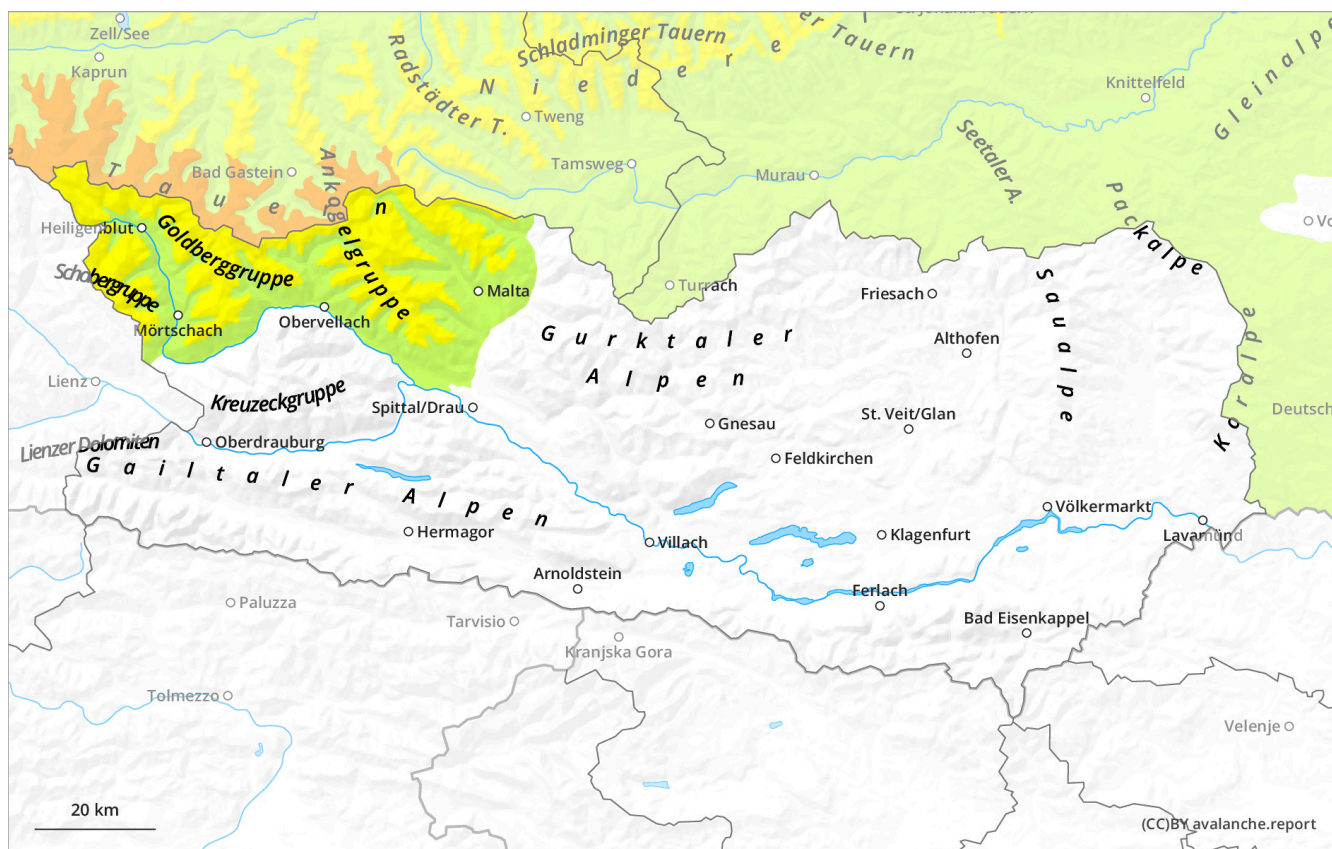 St. Johann/Tauern
Zell/See
Schladminger Tauern
Niedere Tauern
Kaprun
Radstädter T.
Knittelfeld
Gleinalpe
Tweng
Seetaler A.
Tamsweg
Bad Gastein
Murau
Ankogelgruppe
Packalpe
Heiligenblut
Goldberggruppe
Schobergruppe
Malta
Turrach
Friesach
Saualpe
Mörtschach
Obervellach
Gurktaler
Alpen
Althofen
Koralpe
Lienz
Kreuzeckgruppe
Spittal/Drau
Gnesau
St. Veit/Glan
Deutsch
Lienzer Dolomiten
Oberdrauburg
Feldkirchen
Gailtaler Alpen
Hermagor
Villach
Klagenfurt
Völkermarkt
Lavamünd
Arnoldstein
Ferlach
Paluzza
Tarvisio
Kranjska Gora
Bad Eisenkappel
Tolmezzo
Velenje
20 km
(CC)BY avalanche.report